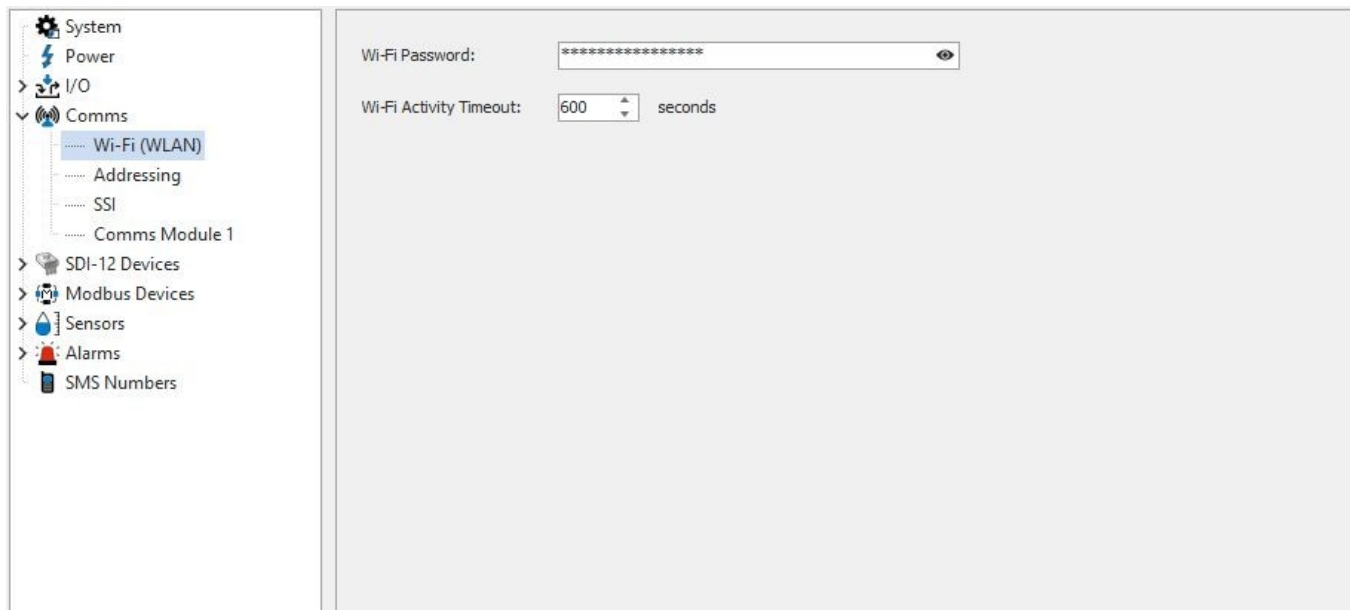 System
Power
I/O
Comms
Wi-Fi (WLAN)
Addressing
SSI
Comms Module 1
SDI-12 Devices
Modbus Devices
Sensors
Alarms
SMS Numbers
Wi-Fi Password: ****************
Wi-Fi Activity Timeout: 600 seconds